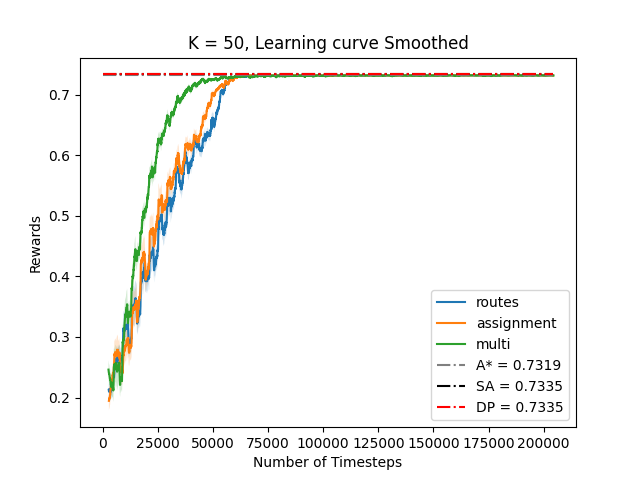 K = 50, Learning curve Smoothed
Rewards
0.7
0.6
0.5
0.4
0.3
0.2
routes
assignment
multi
A* = 0.7319
SA = 0.7335
DP = 0.7335
0 25000 50000 75000 100000 125000 150000 175000 200000
Number of Timesteps